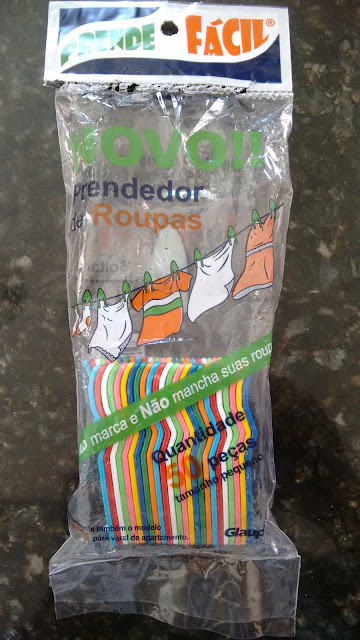 PRENDE FÁCIL®
NOVO!!
Prendedor
de Roupas
marca e Não mancha suas roup
Quantidade
50 peças
tamanho pequeno
também o modelo
para varal de apartamento.
Glaup